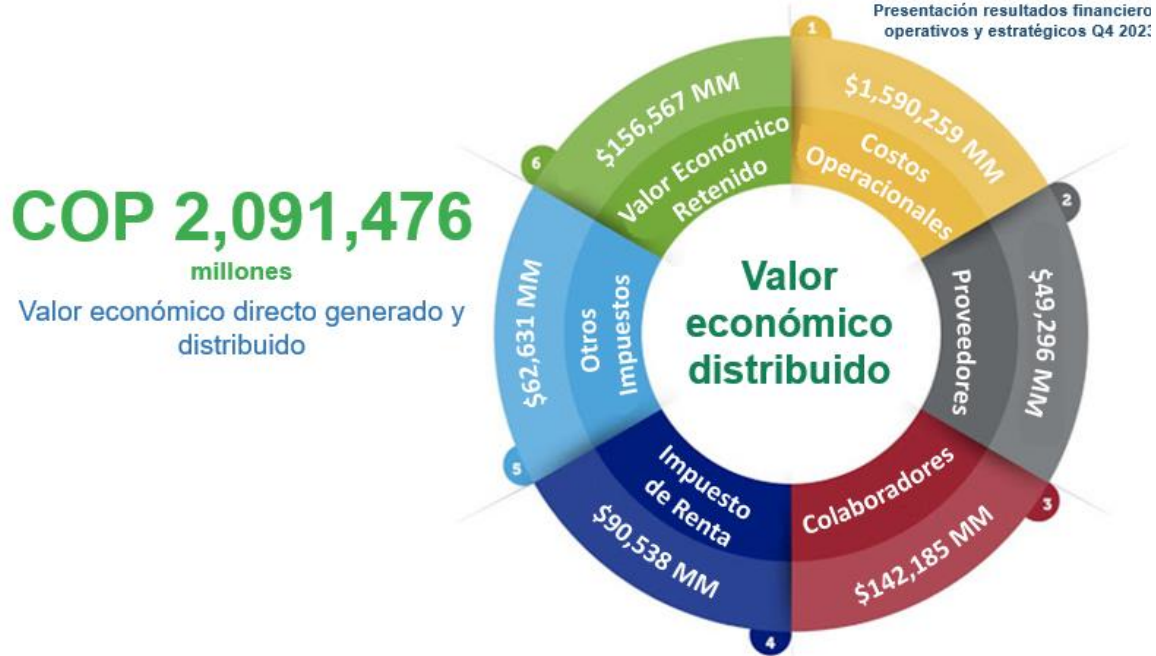 Presentación resultados financiero
operativos y estratégicos Q4 2023
COP 2,091,476
millones
Valor económico directo generado y
distribuido
Valor
económico
distribuido
1
$1,590,259 MM
Costos
Operacionales
2
$49,296 MM
Proveedores
3
$142,185 MM
Colaboradores
4
$90,538 MM
Impuesto
de Renta
5
$62,631 MM
Otros
Impuestos
6
$156,567 MM
Valor Económico
Retenido